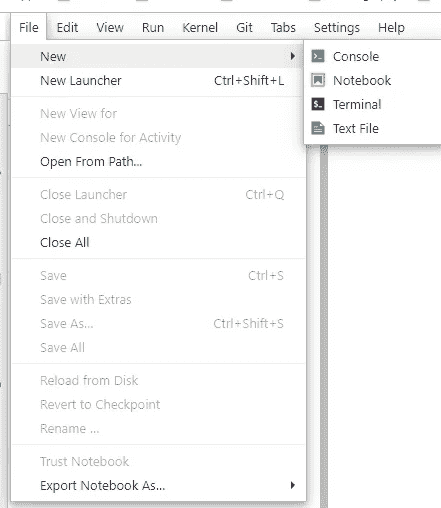 File Edit View Run Kernel Git Tabs Settings Help
New
Console
New Launcher Ctrl+Shift+L
Notebook
Terminal
New View for
Text File
New Console for Activity
Open From Path...
Close Launcher Ctrl+Q
Close and Shutdown
Close All
Save Ctrl+S
Save with Extras
Save As... Ctrl+Shift+S
Save All
Reload from Disk
Revert to Checkpoint
Rename ...
Trust Notebook
Export Notebook As...